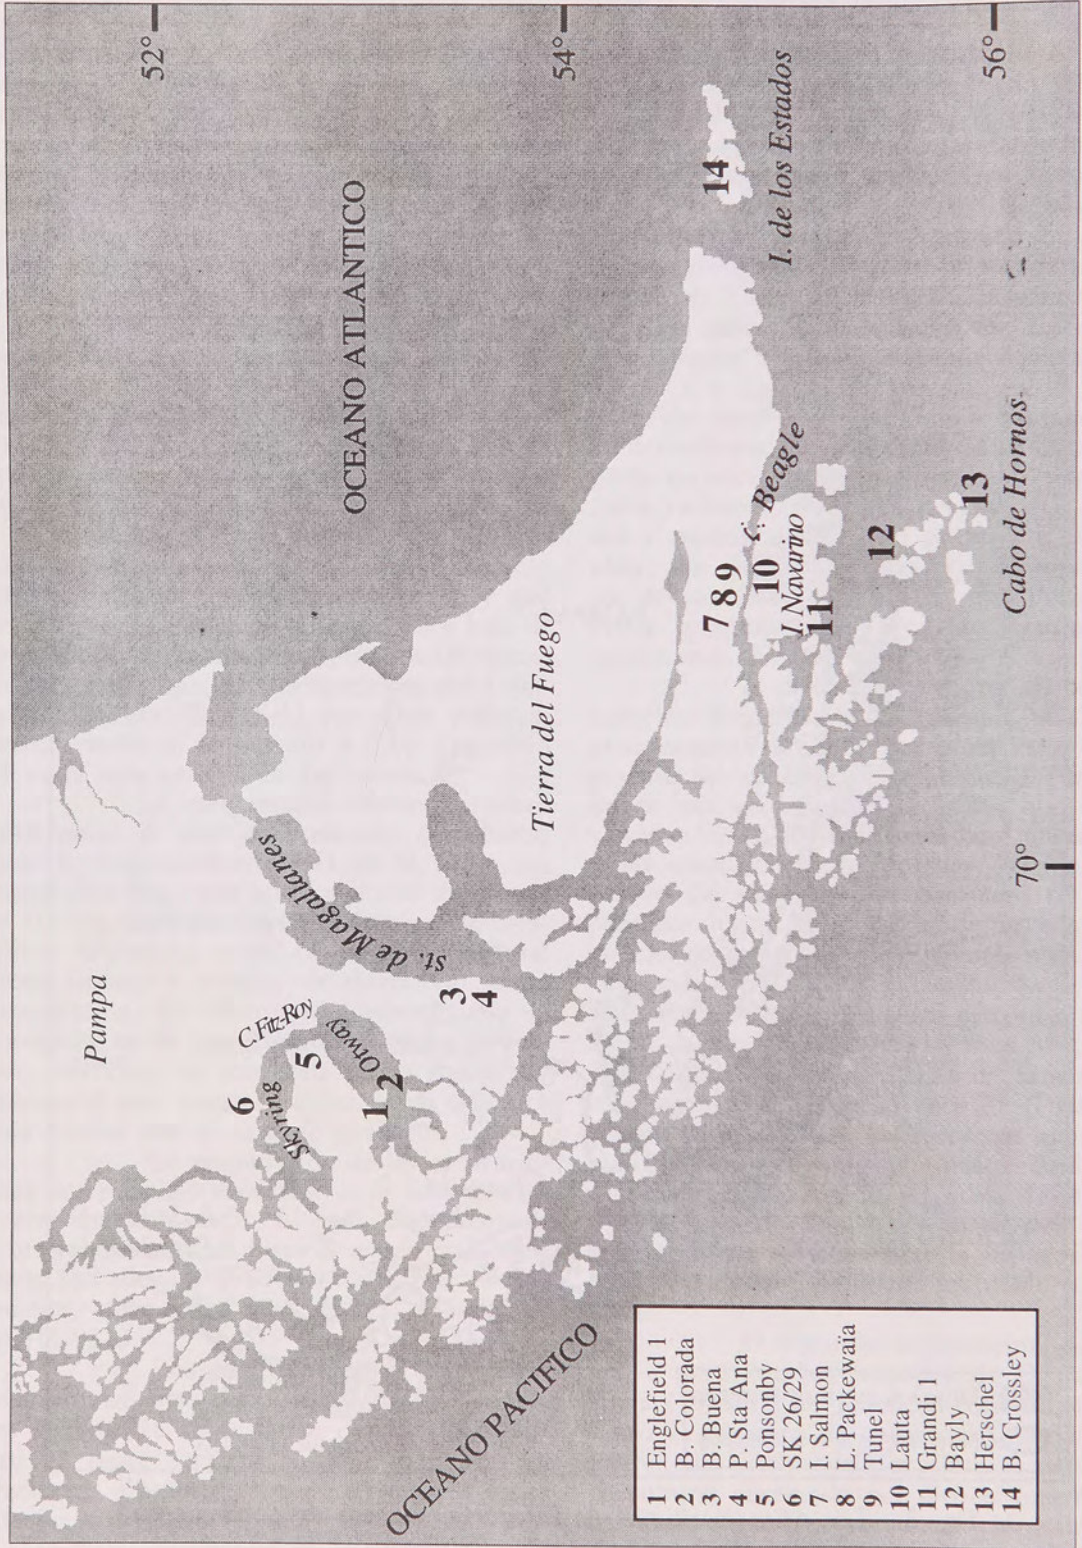 52°
54°
56°
OCEANO ATLANTICO
14
I. de los Estados
Pampa
C. Fitz-Roy
6
Skyring
5
Otway
1
2
st. de Magallanes
3
4
Tierra del Fuego
7
8
9
10
C. Beagle
I. Navarino
11
12
13
Cabo de Hornos
70°
OCEANO PACIFICO
1 Englefield 1
2 B. Colorada
3 B. Buena
4 P. Sta Ana
5 Ponsonby
6 SK 26/29
7 I. Salmon
8 L. Packewaïa
9 Tunel
10 Lauta
11 Grandi 1
12 Bayly
13 Herschel
14 B. Crossley